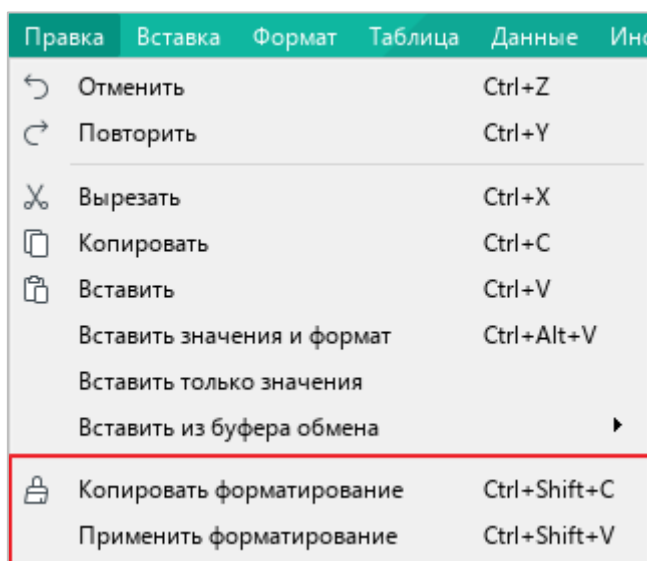 Правка Вставка Формат Таблица Данные
Отменить Ctrl+Z
Повторить Ctrl+Y
Вырезать Ctrl+X
Копировать Ctrl+C
Вставить Ctrl+V
Вставить значения и формат Ctrl+Alt+V
Вставить только значения
Вставить из буфера обмена
Копировать форматирование Ctrl+Shift+C
Применить форматирование Ctrl+Shift+V